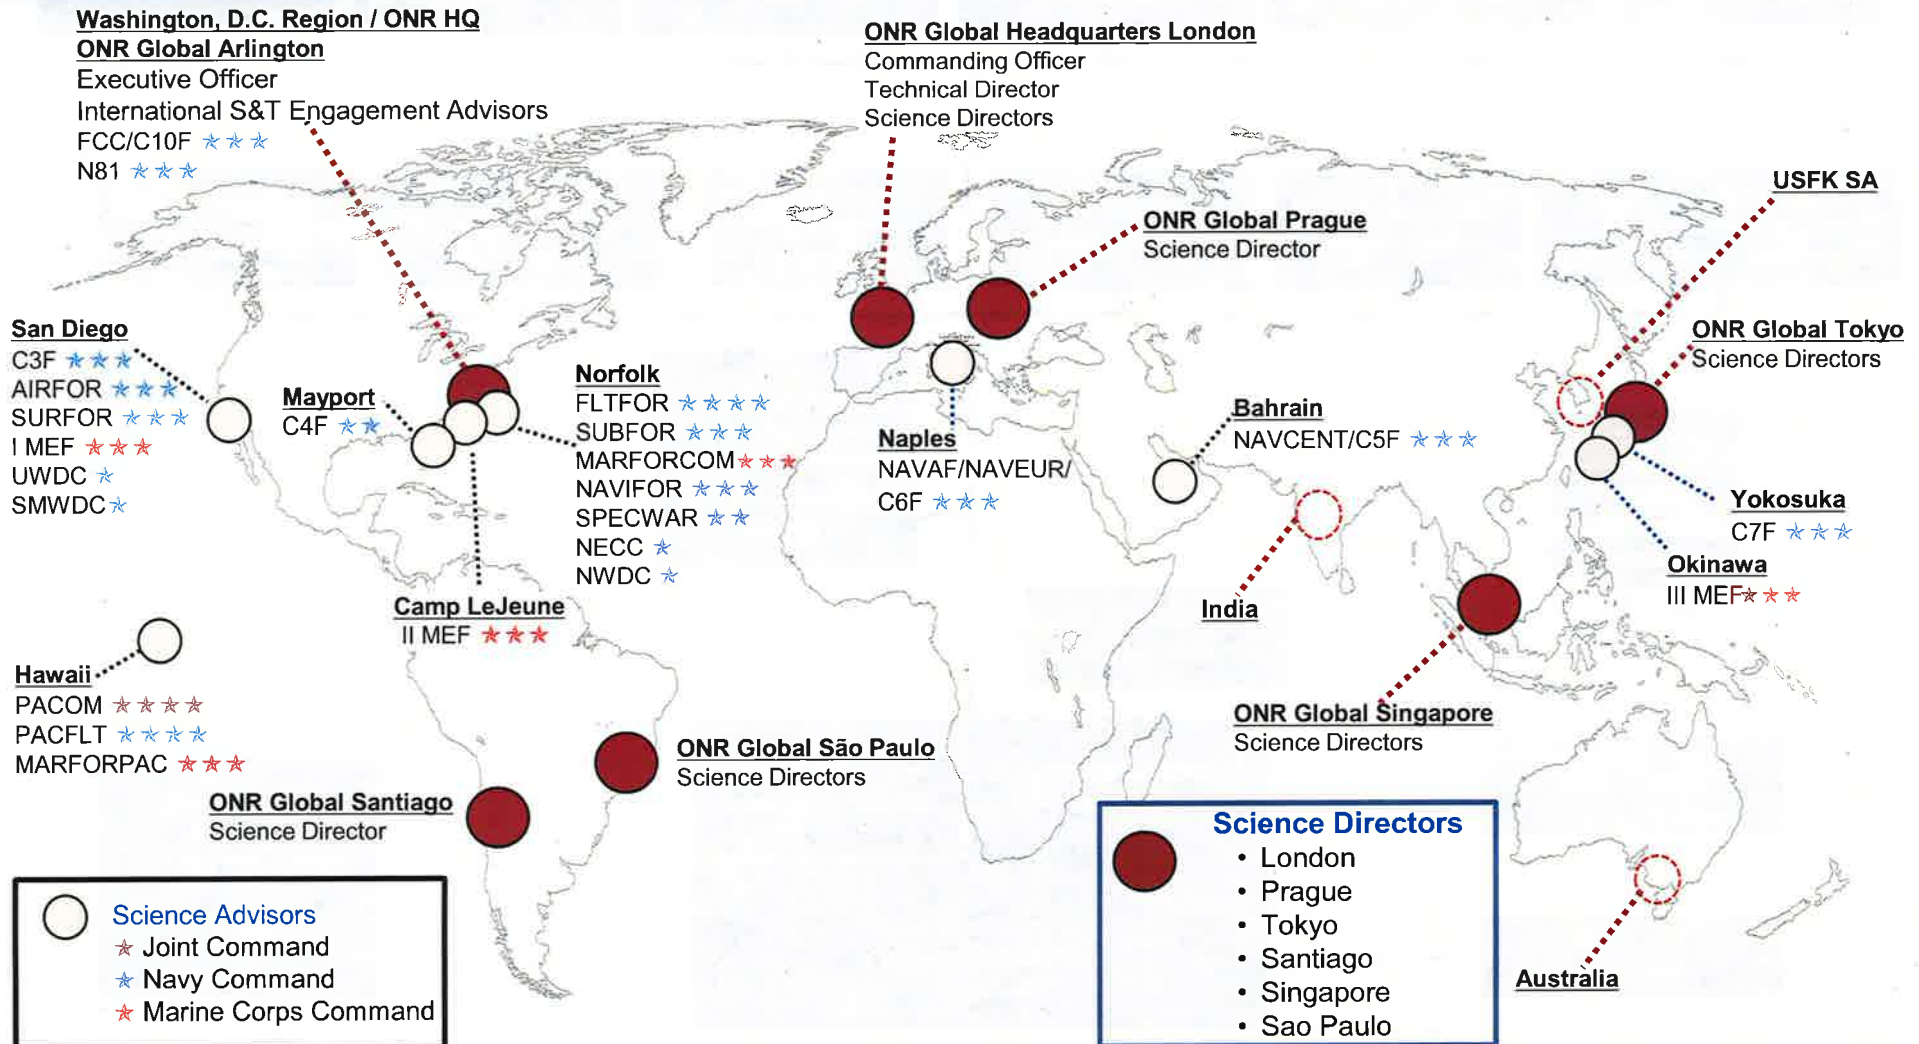 Washington, D.C. Region / ONR HQ
ONR Global Arlington
Executive Officer
International S&T Engagement Advisors
FCC/C10F
N81
ONR Global Headquarters London
Commanding Officer
Technical Director
Science Directors
USFK SA
ONR Global Prague
Science Director
San Diego
C3F
AIRFOR
SURFOR
I MEF
UWDC
SMWDC
Mayport
C4F
Norfolk
FLTFOR
SUBFOR
MARFORCOM
NAVIFOR
SPECWAR
NECC
NWDC
Naples
NAVAF/NAVEUR/
C6F
Bahrain
NAVCENT/C5F
ONR Global Tokyo
Science Directors
Yokosuka
C7F
Okinawa
III MEF
India
Camp LeJeune
II MEF
Hawaii
PACOM
PACFLT
MARFORPAC
ONR Global Santiago
Science Director
ONR Global São Paulo
Science Directors
ONR Global Singapore
Science Directors
Australia
Science Advisors
Joint Command
Navy Command
Marine Corps Command
Science Directors
• London
• Prague
• Tokyo
• Santiago
• Singapore
• Sao Paulo